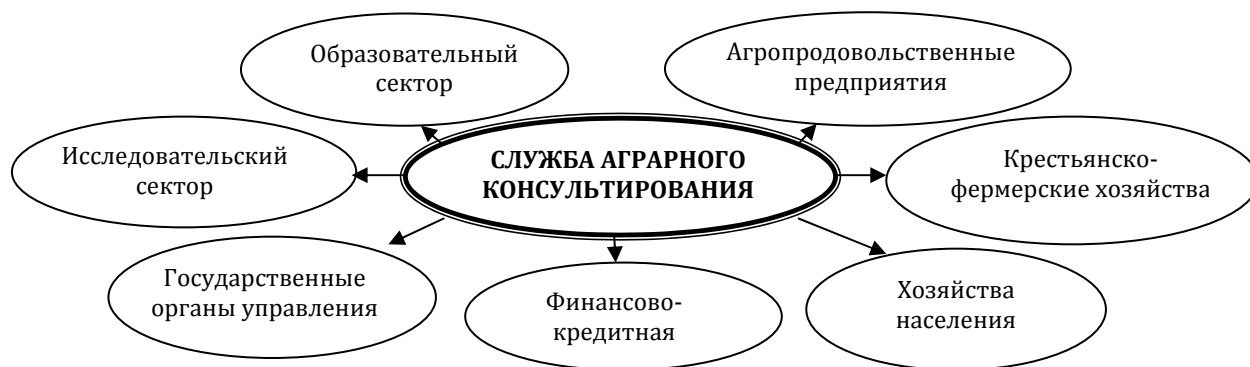 Образовательный
сектор
Агропродовольственные
предприятия
Исследовательский
сектор
СЛУЖБА АГРАРНОГО
КОНСУЛЬТИРОВАНИЯ
Крестьянско-
фермерские хозяйства
Государственные
органы управления
Финансово-
кредитная
Хозяйства
населения